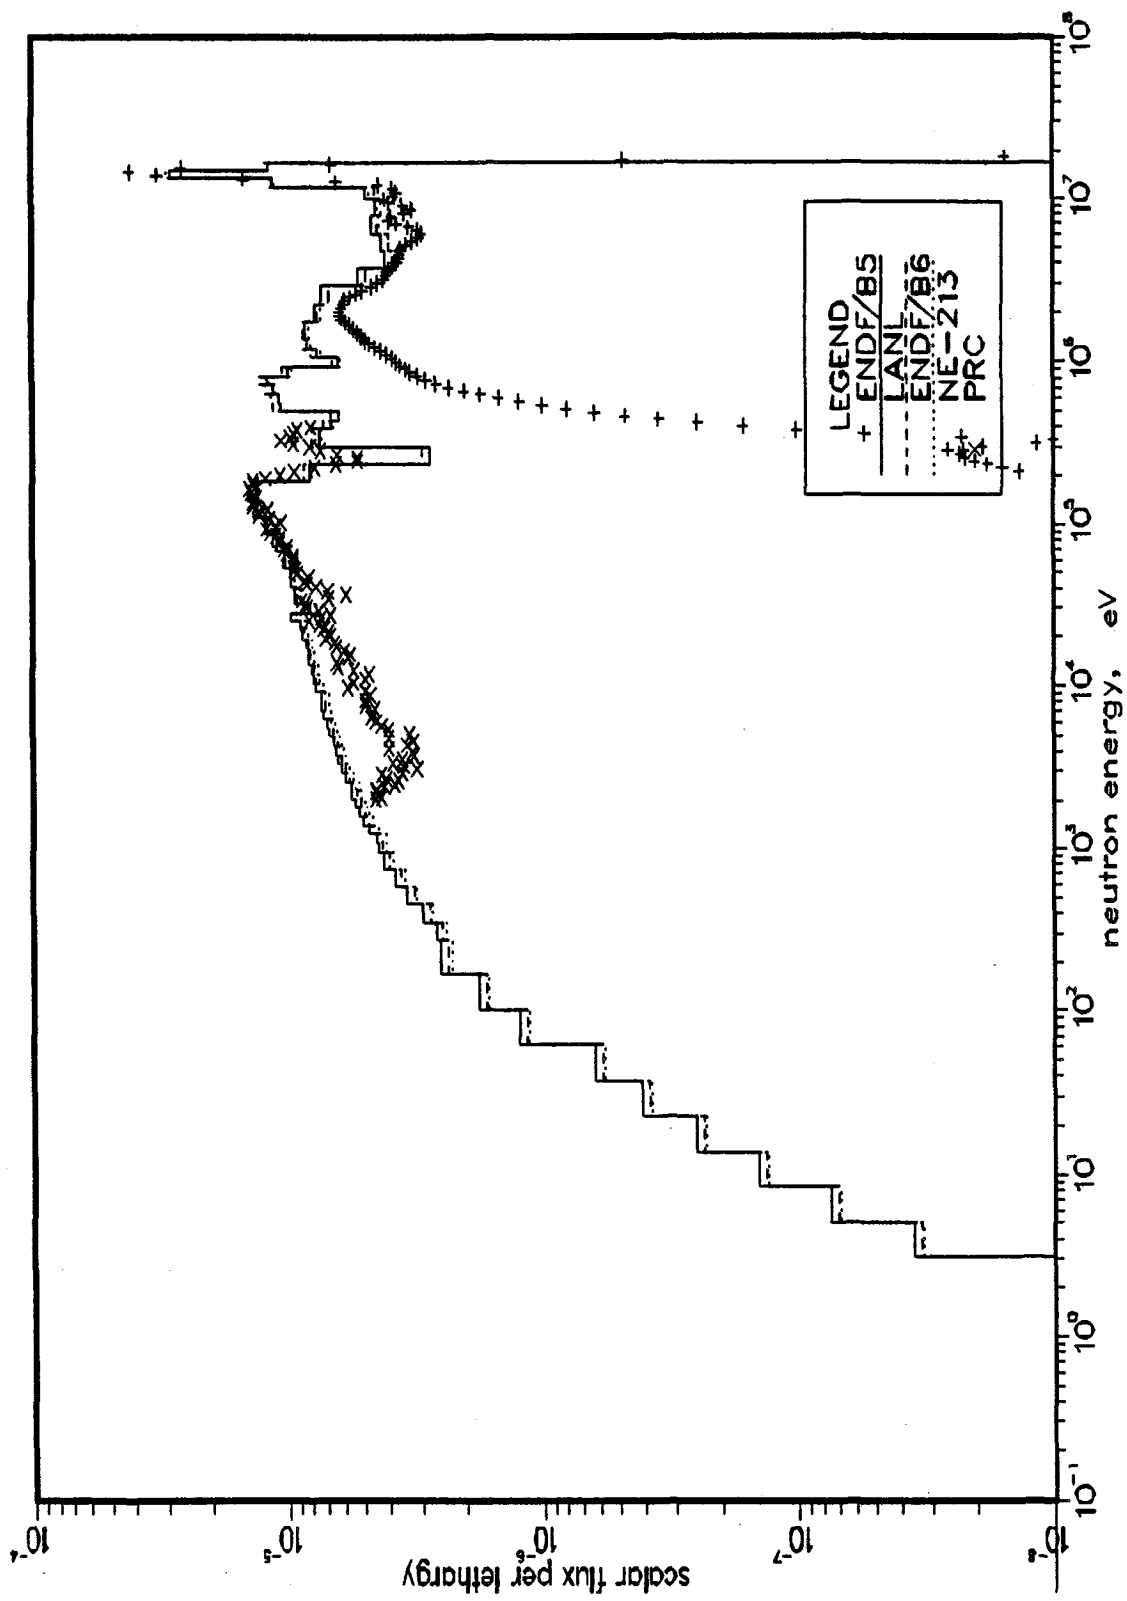 10⁻⁴
10⁻⁵
10⁻⁶
10⁻⁷
10⁻⁸
scalar flux per lethargy
10⁻¹
10⁰
10¹
10²
10³
10⁴
10⁵
10⁶
10⁷
10⁸
neutron energy, eV
LEGEND
ENDF/B5
LANL
ENDF/B6
NE-213
PRC